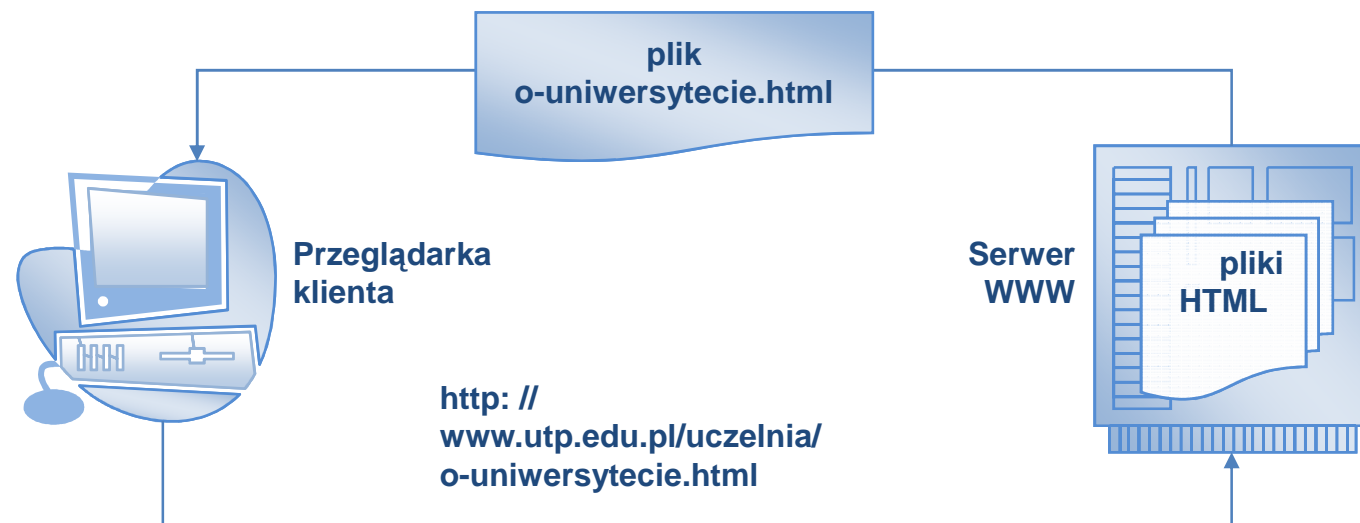 plik
o-uniwersytecie.html
Przeglądarka
klienta
Serwer
WWW
pliki
HTML
http: //
www.utp.edu.pl/uczelnia/
o-uniwersytecie.html